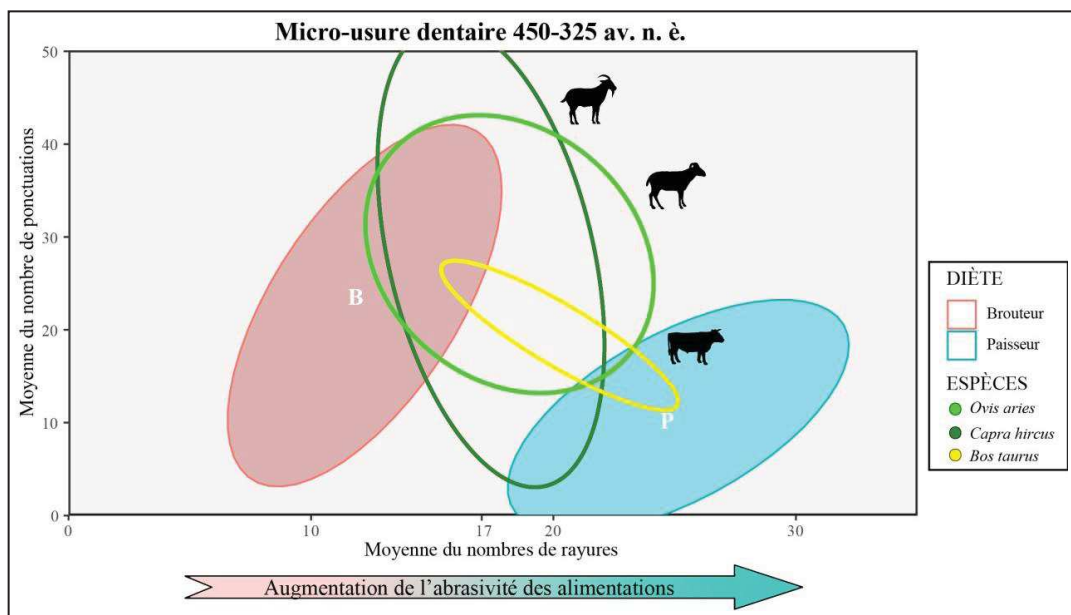 Micro-usure dentaire 450-325 av. n. è.
Moyenne du nombre de ponctuations
50
40
30
20
10
0
B
P
0
10
17
20
30
Moyenne du nombres de rayures
Augmentation de l'abrasivité des alimentations
DIÈTE
Brouteur
Paisseur
ESPÈCES
Ovis aries
Capra hircus
Bos taurus